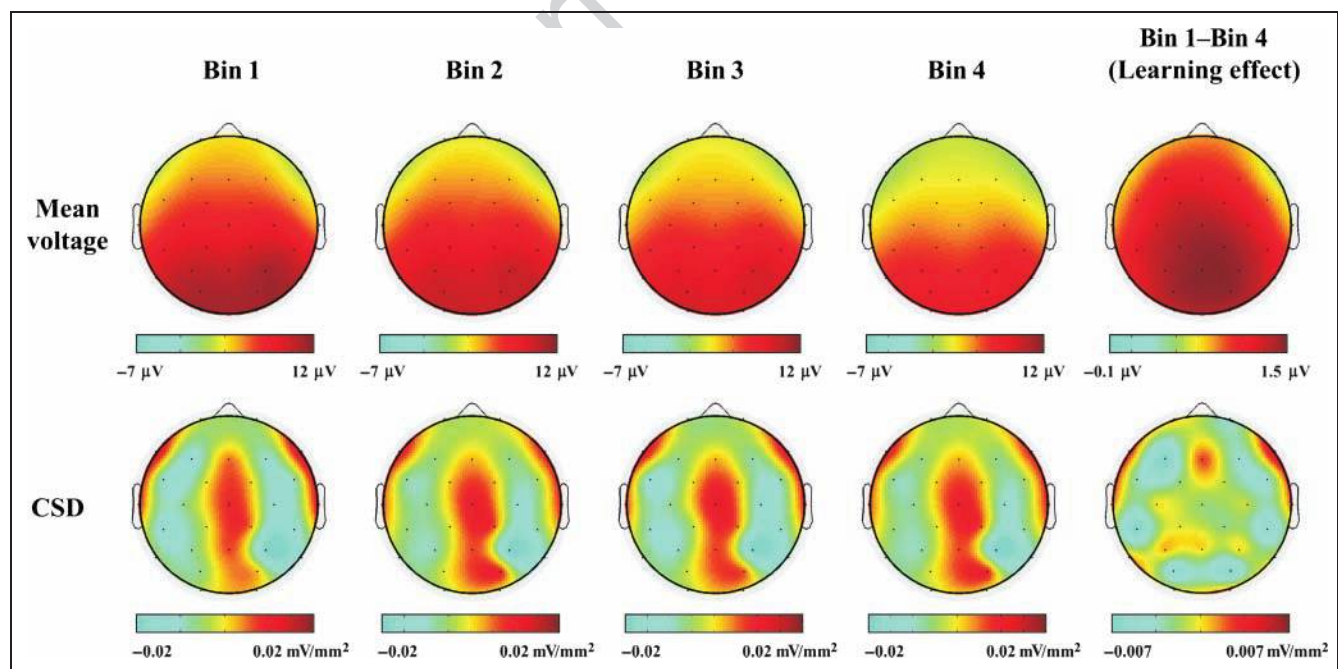 Bin 1 Bin 2 Bin 3 Bin 4 Bin 1–Bin 4
(Learning effect)
Mean
voltage
–7 µV 12 µV –7 µV 12 µV –7 µV 12 µV –7 µV 12 µV –0.1 µV 1.5 µV
CSD
–0.02 0.02 mV/mm² –0.02 0.02 mV/mm² –0.02 0.02 mV/mm² –0.02 0.02 mV/mm² –0.007 0.007 mV/mm²